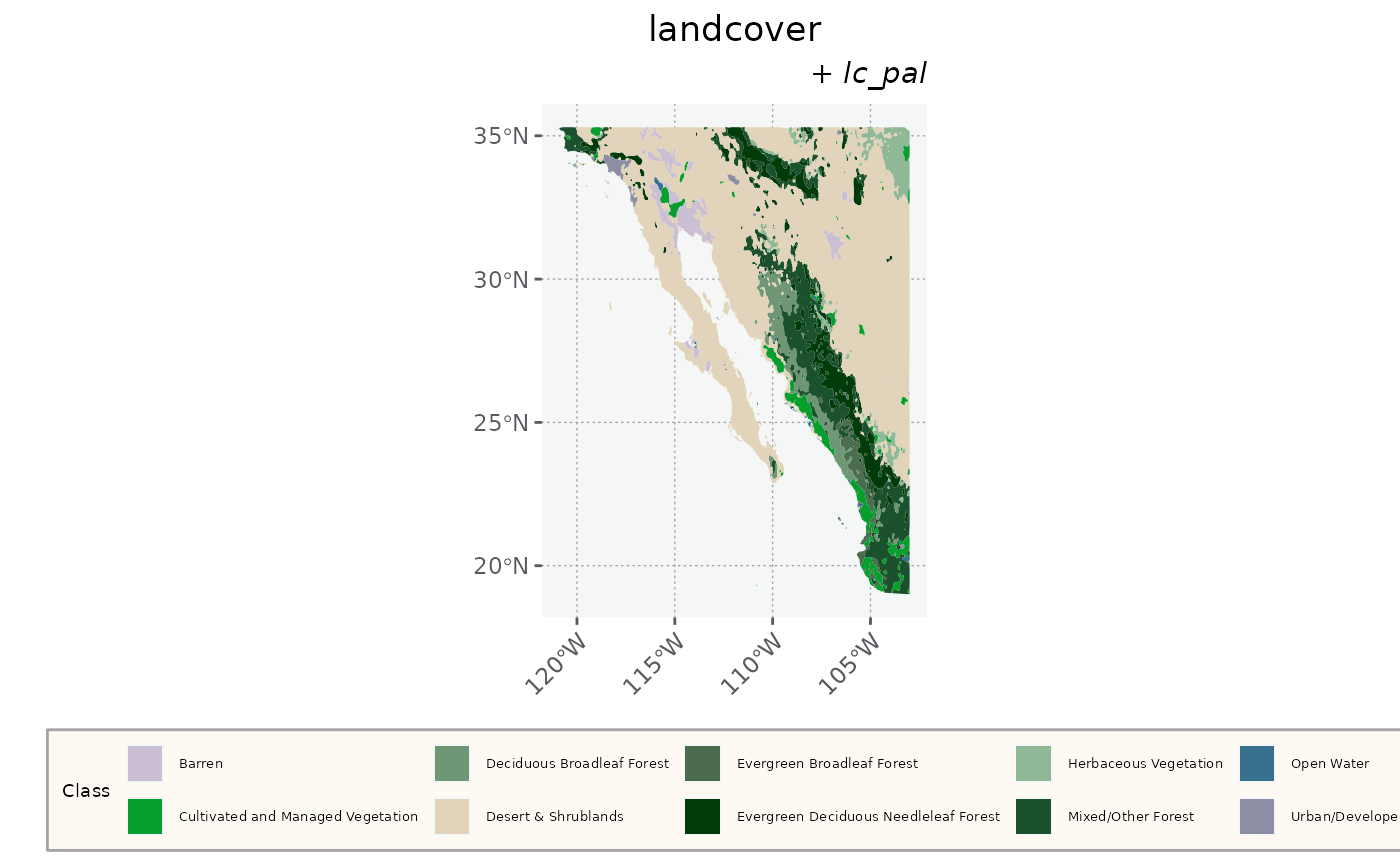 landcover
+ lc_pal
35°N
30°N
25°N
20°N
120°W
115°W
110°W
105°W
Class
Barren
Deciduous Broadleaf Forest
Evergreen Broadleaf Forest
Herbaceous Vegetation
Open Water
Cultivated and Managed Vegetation
Desert & Shrublands
Evergreen Deciduous Needleleaf Forest
Mixed/Other Forest
Urban/Develope